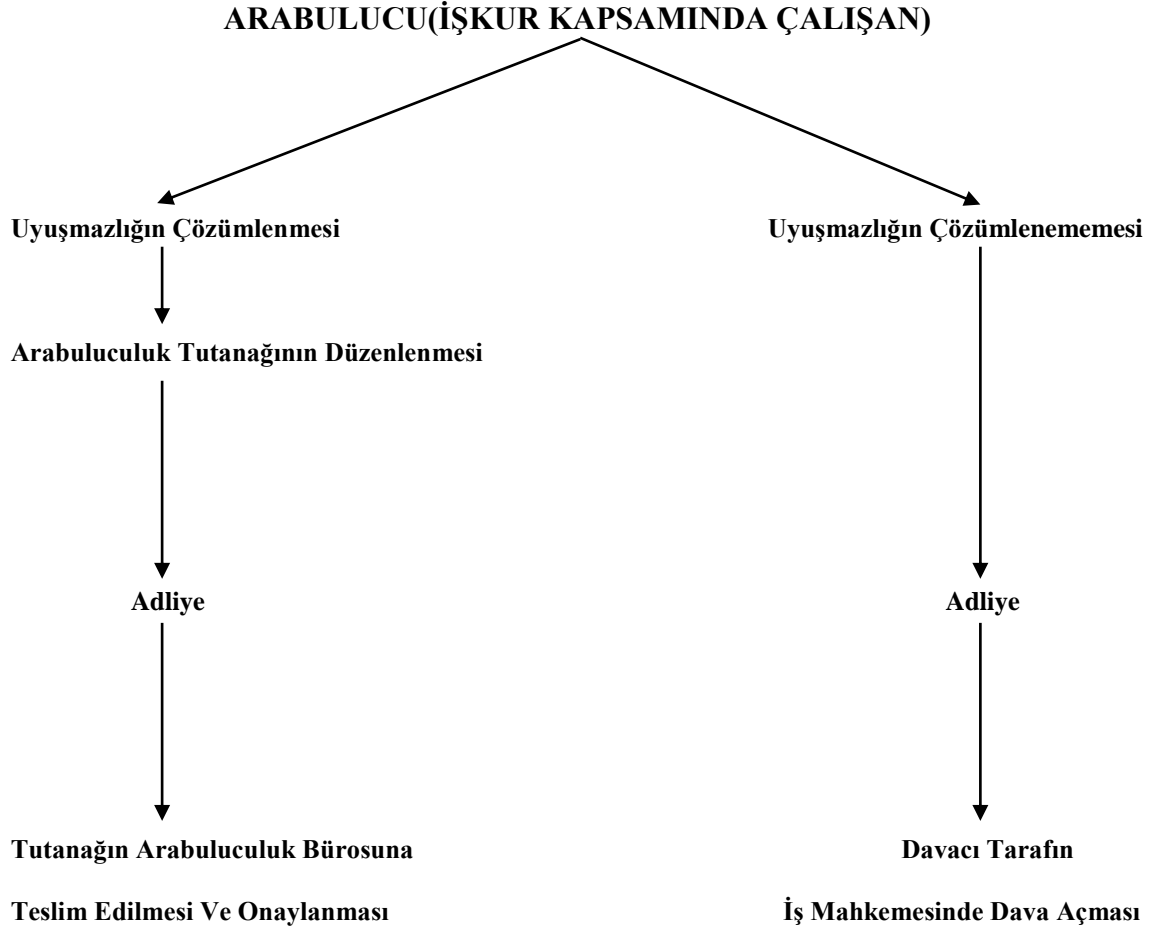 ARABULUCU(İŞKUR KAPSAMINDA ÇALIŞAN)
Uyuşmazlığın Çözümlenmesi
Uyuşmazlığın Çözümlenememesi
Arabuluculuk Tutanağının Düzenlenmesi
Adliye
Adliye
Tutanağın Arabuluculuk Bürosuna
Teslim Edilmesi Ve Onaylanması
Davacı Tarafın
İş Mahkemesinde Dava Açması